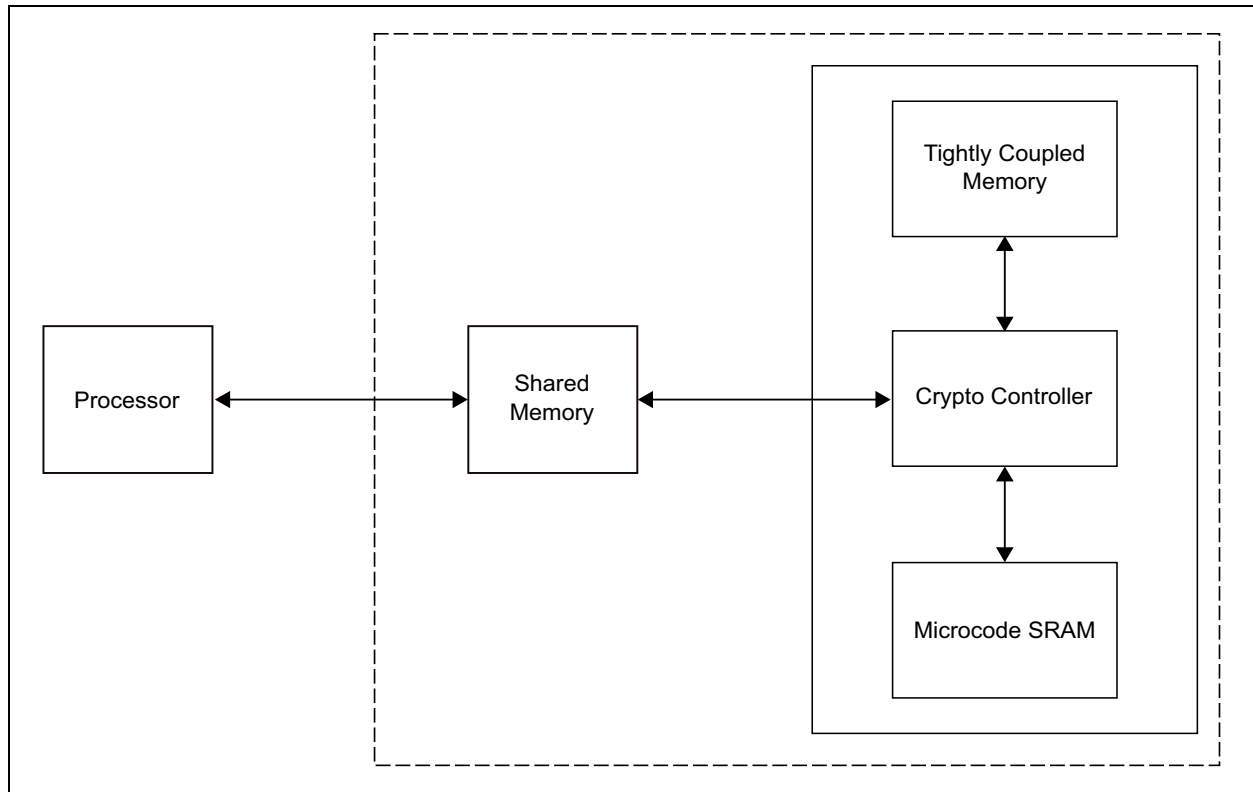 Tightly Coupled
Memory
Processor
Shared
Memory
Crypto Controller
Microcode SRAM